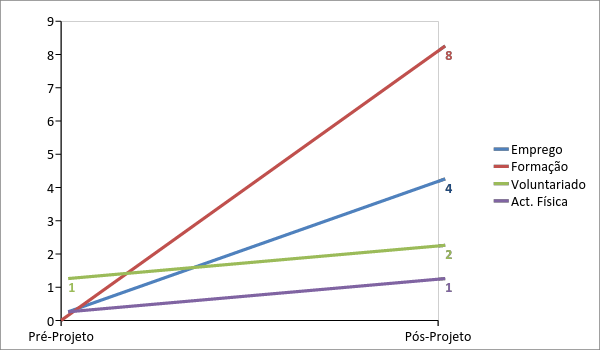 9
8
7
6
5
4
3
2
1
0
8
4
2
1
1
Pré-Projeto
Pós-Projeto
Emprego
Formação
Voluntariado
Act. Física